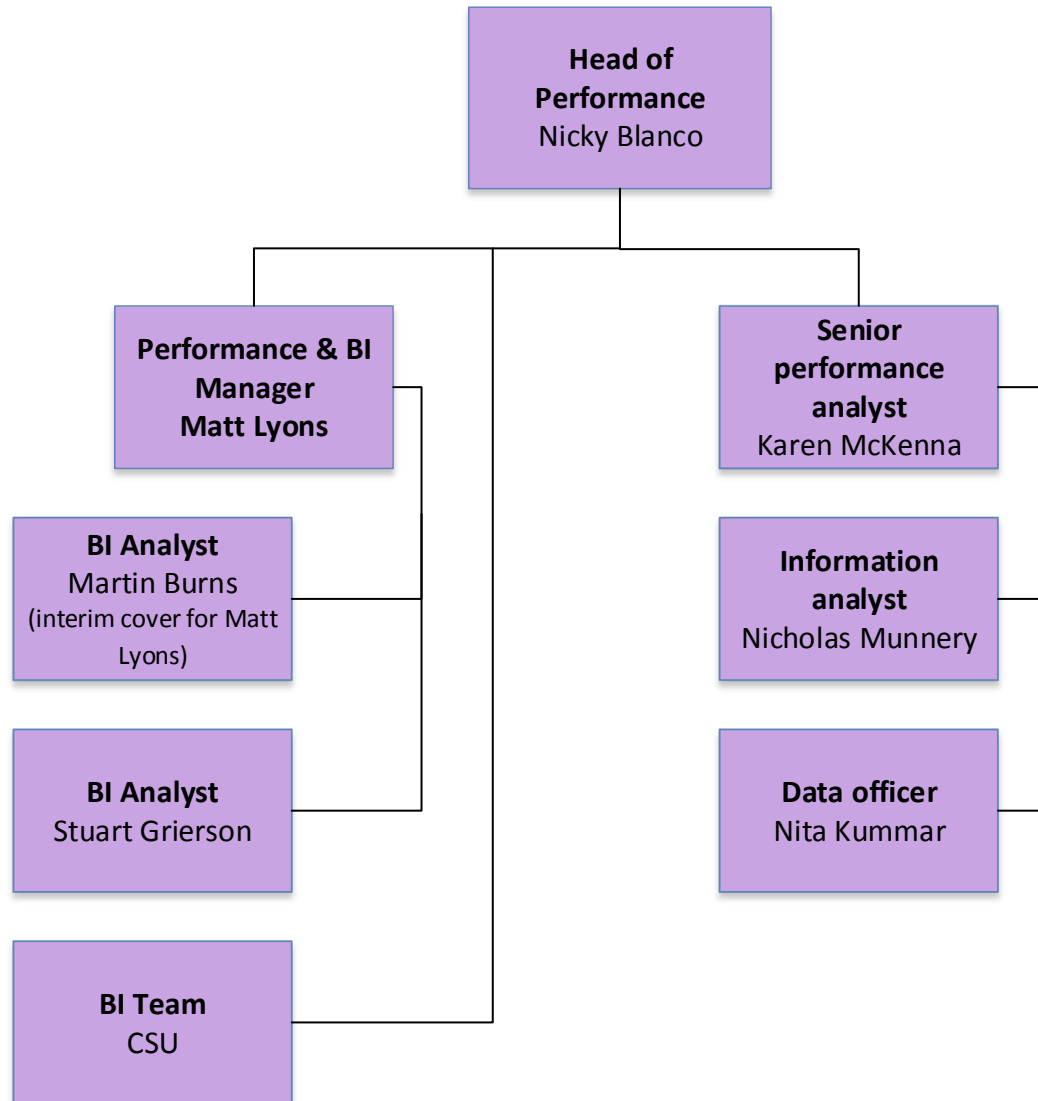 Head of
Performance
Nicky Blanco
Performance & BI
Manager
Matt Lyons
Senior
performance
analyst
Karen McKenna
BI Analyst
Martin Burns
(interim cover for Matt
Lyons)
Information
analyst
Nicholas Munnery
BI Analyst
Stuart Grierson
Data officer
Nita Kummar
BI Team
CSU